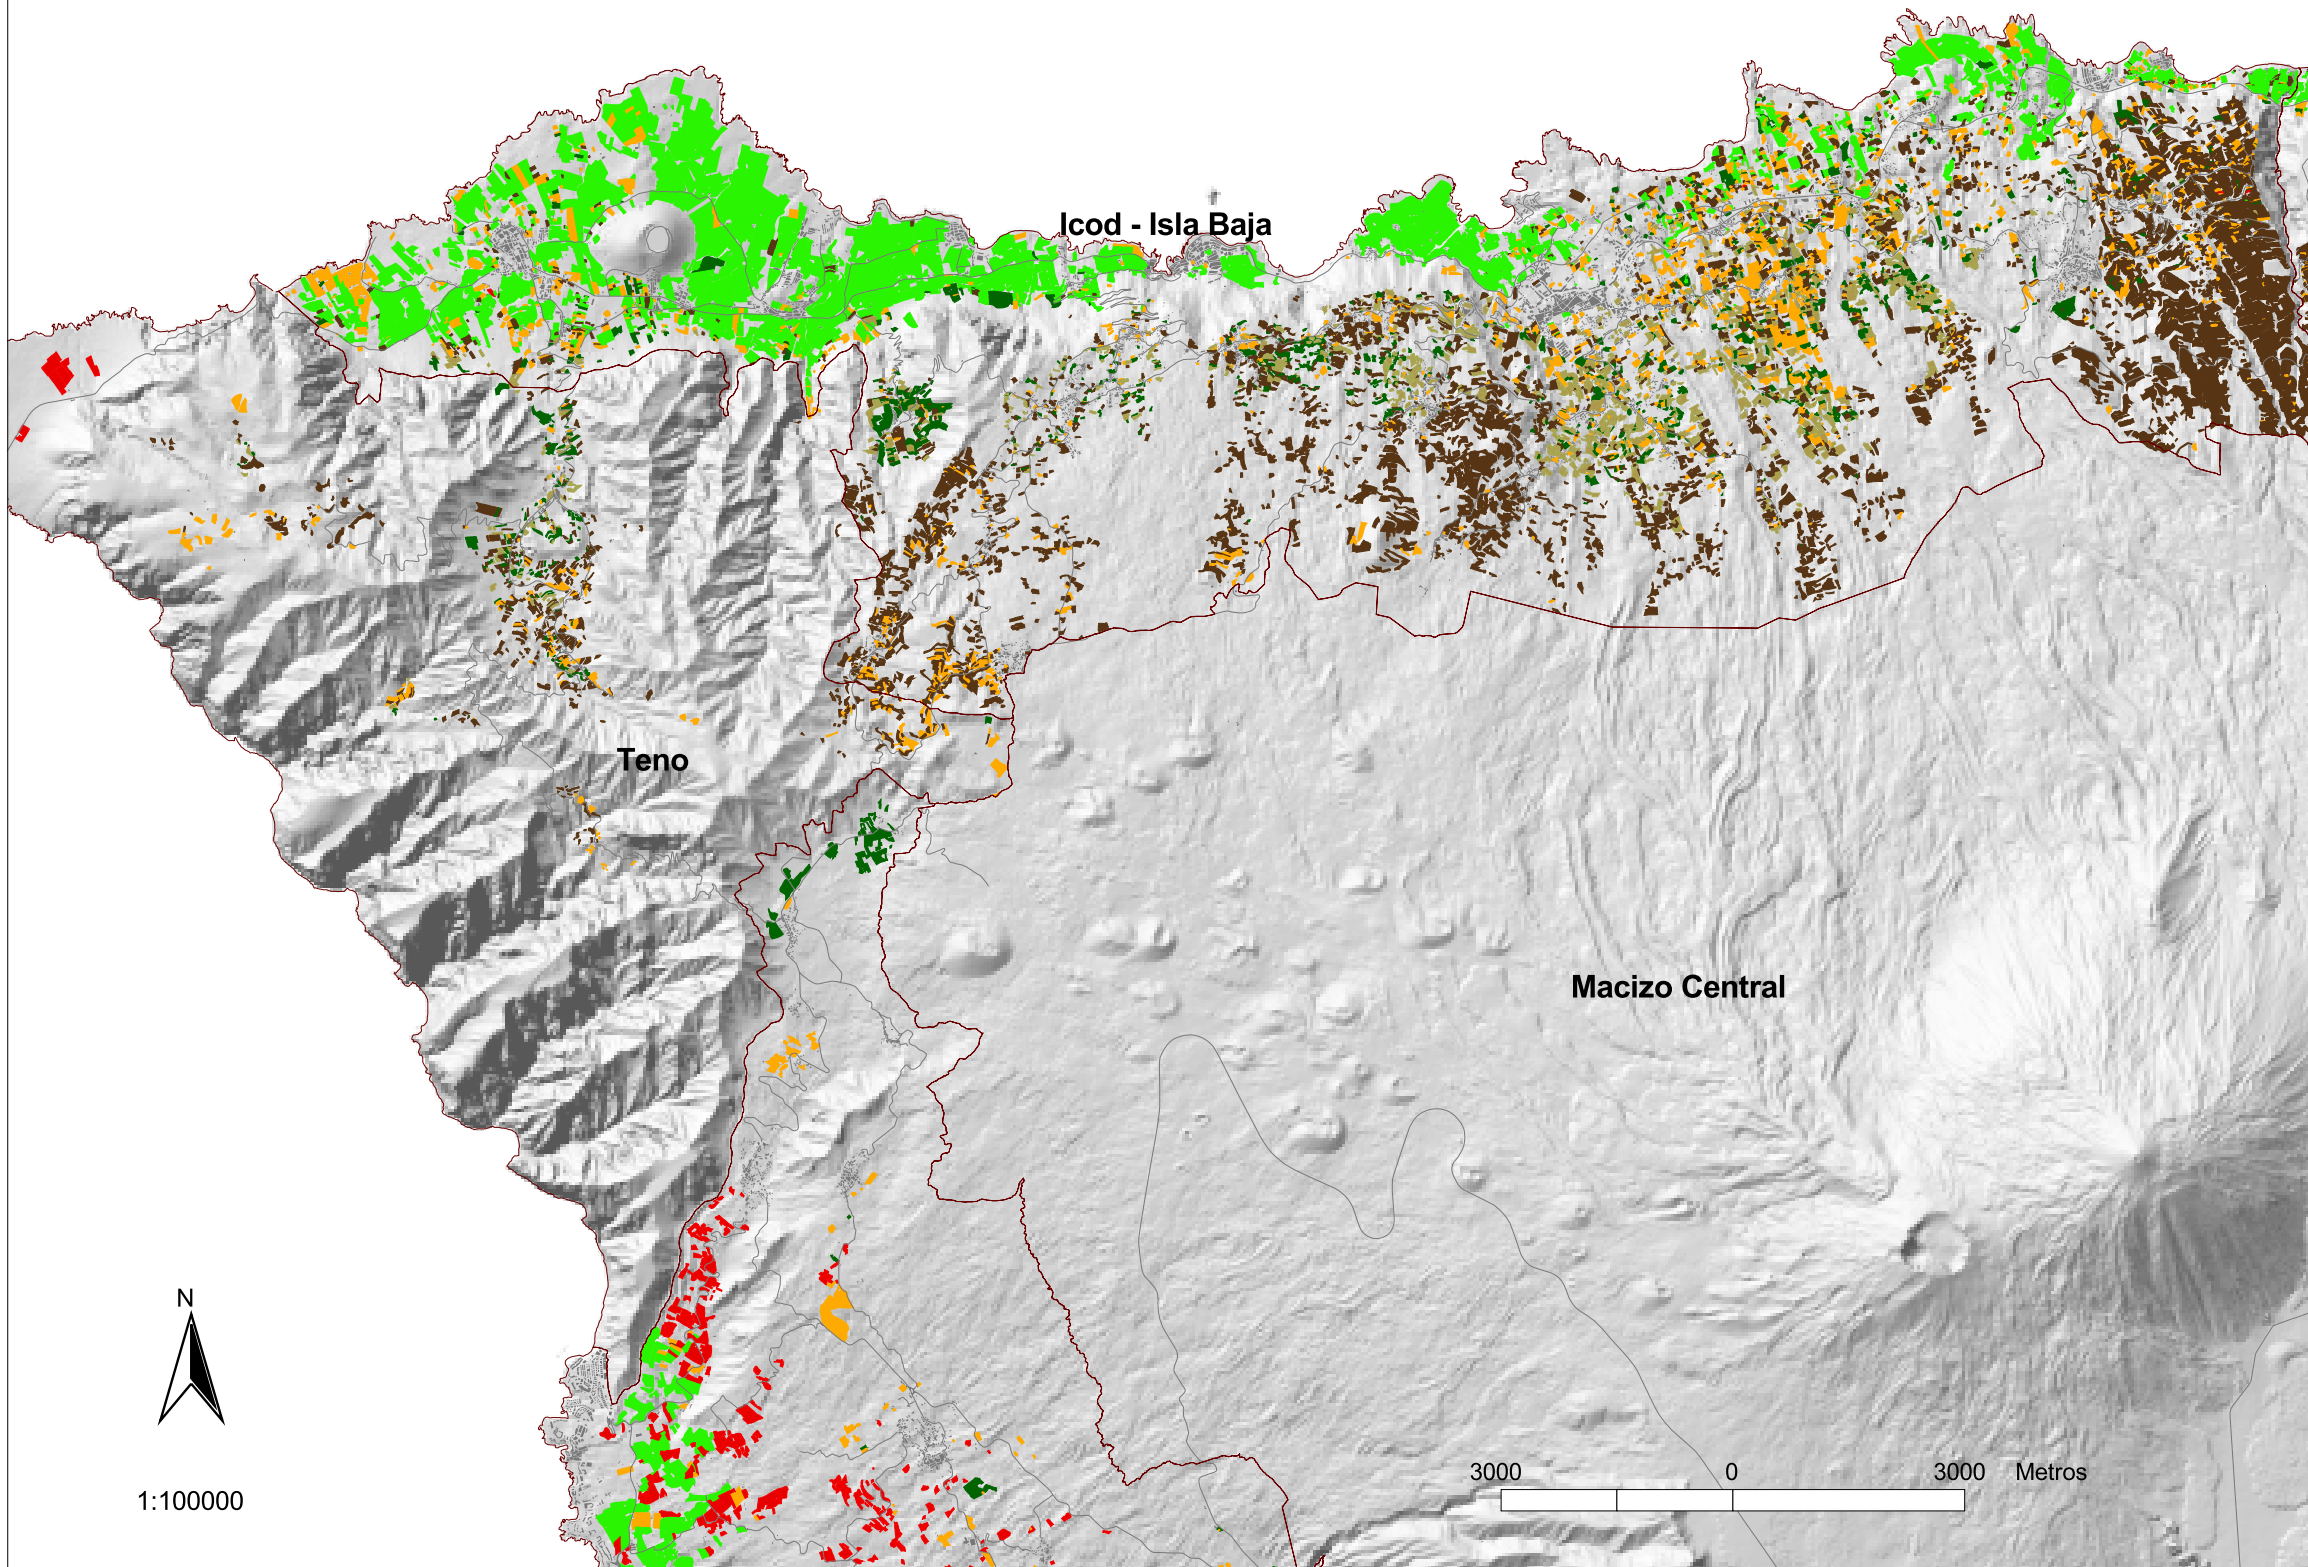 Icod - Isla Baja
Teno
Macizo Central
N
1:100000
3000 0 3000 Metros